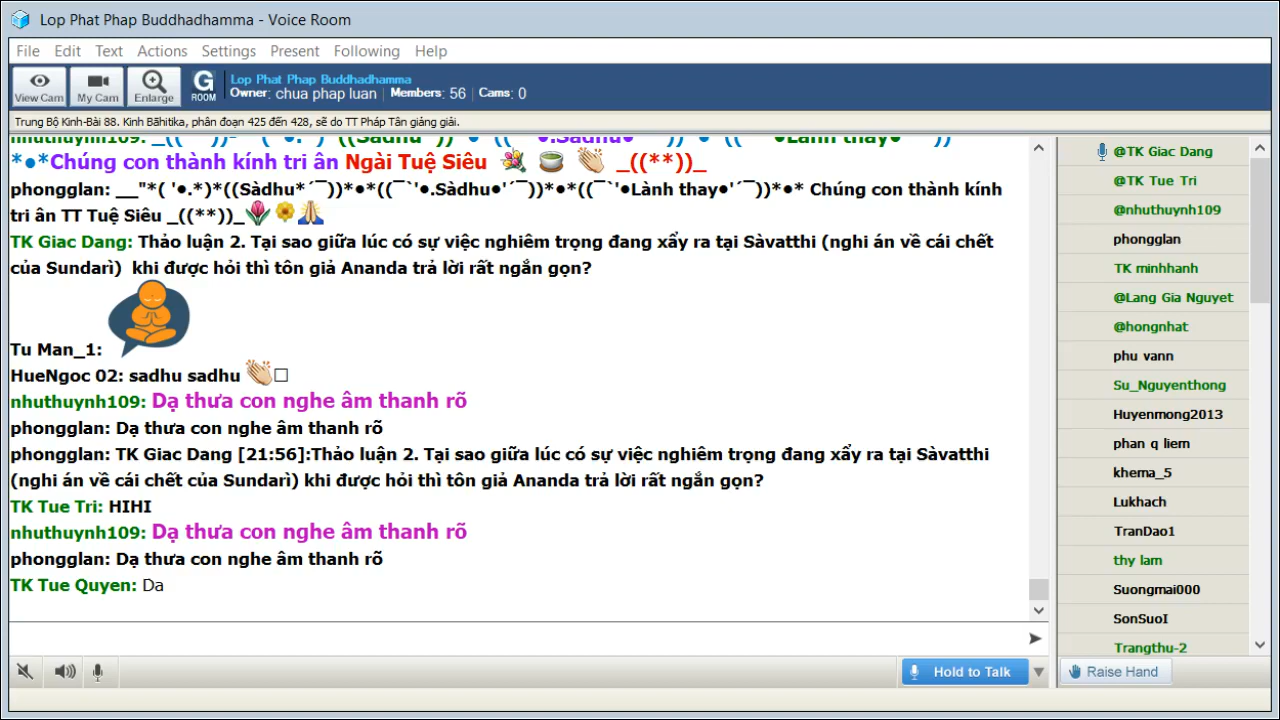 Lop Phat Phap Buddhadhamma - Voice Room
File Edit Text Actions Settings Present Following Help
View Cam My Cam Enlarge G ROOM
Lop Phat Phap Buddhadhamma
Owner: chua phap luan Members: 56 Cams: 0
Trung Bộ Kinh-Bài 88. Kinh Bãhitika, phân đoạn 425 đến 428, sẽ do TT Pháp Tân giảng giải.
*●*Chúng con thành kính tri ân Ngài Tuệ Siêu _((**))_
phongglan: __"*( '●.*)*((Sàdhu*´¯))*●*((¯`'●.Sàdhu●'´¯))*●*((¯`'●Lành thay●'´¯))*●* Chúng con thành kính
tri ân TT Tuệ Siêu _((**))_
TK Giac Dang: Thảo luận 2. Tại sao giữa lúc có sự việc nghiêm trọng đang xẩy ra tại Sàvatthi (nghi án về cái chết
của Sundarì) khi được hỏi thì tôn giả Ananda trả lời rất ngắn gọn?
Tu Man_1:
HueNgoc 02: sadhu sadhu
nhuthuynh109: Dạ thưa con nghe âm thanh rõ
phongglan: Dạ thưa con nghe âm thanh rõ
phongglan: TK Giac Dang [21:56]:Thảo luận 2. Tại sao giữa lúc có sự việc nghiêm trọng đang xẩy ra tại Sàvatthi
(nghi án về cái chết của Sundarì) khi được hỏi thì tôn giả Ananda trả lời rất ngắn gọn?
TK Tue Tri: HIHI
nhuthuynh109: Dạ thưa con nghe âm thanh rõ
phongglan: Dạ thưa con nghe âm thanh rõ
TK Tue Quyen: Da
@TK Giac Dang
@TK Tue Tri
@nhuthuynh109
phongglan
TK minhhanh
@Lang Gia Nguyet
@hongnhat
phu vann
Su_Nguyenthong
Huyenmong2013
phan q liem
khema_5
Lukhach
TranDao1
thy lam
Suongmai000
SonSuoI
Trangthu-2
Hold to Talk
Raise Hand